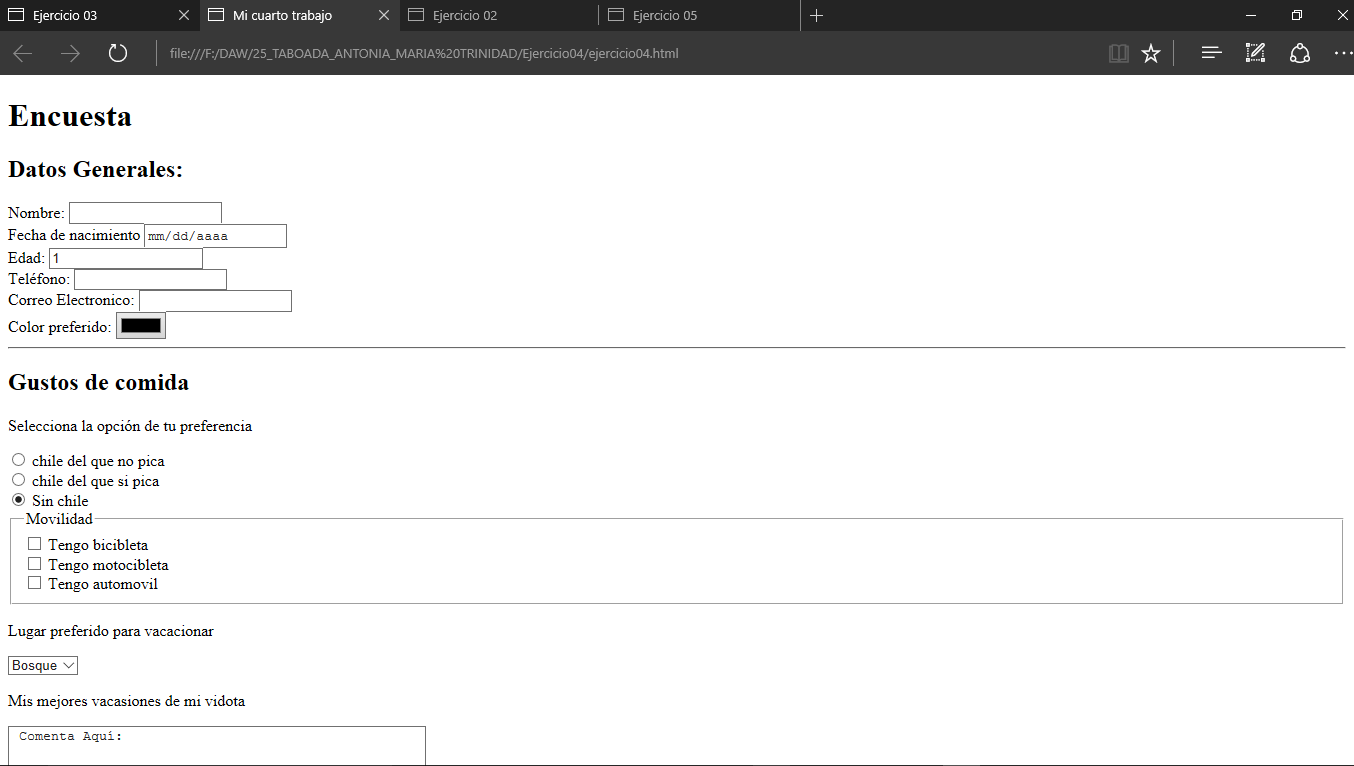 Ejercicio 03
Mi cuarto trabajo
Ejercicio 02
Ejercicio 05
file:///F:/DAW/25_TABOADA_ANTONIA_MARIA%20TRINIDAD/Ejercicio04/ejercicio04.html
Encuesta
Datos Generales:
Nombre:
Fecha de nacimiento mm/dd/aaaa
Edad: 1
Teléfono:
Correo Electronico:
Color preferido:
Gustos de comida
Selecciona la opción de tu preferencia
chile del que no pica
chile del que si pica
Sin chile
Movilidad
Tengo bicibleta
Tengo motocibleta
Tengo automovil
Lugar preferido para vacacionar
Bosque
Mis mejores vacasiones de mi vidota
Comenta Aquí: